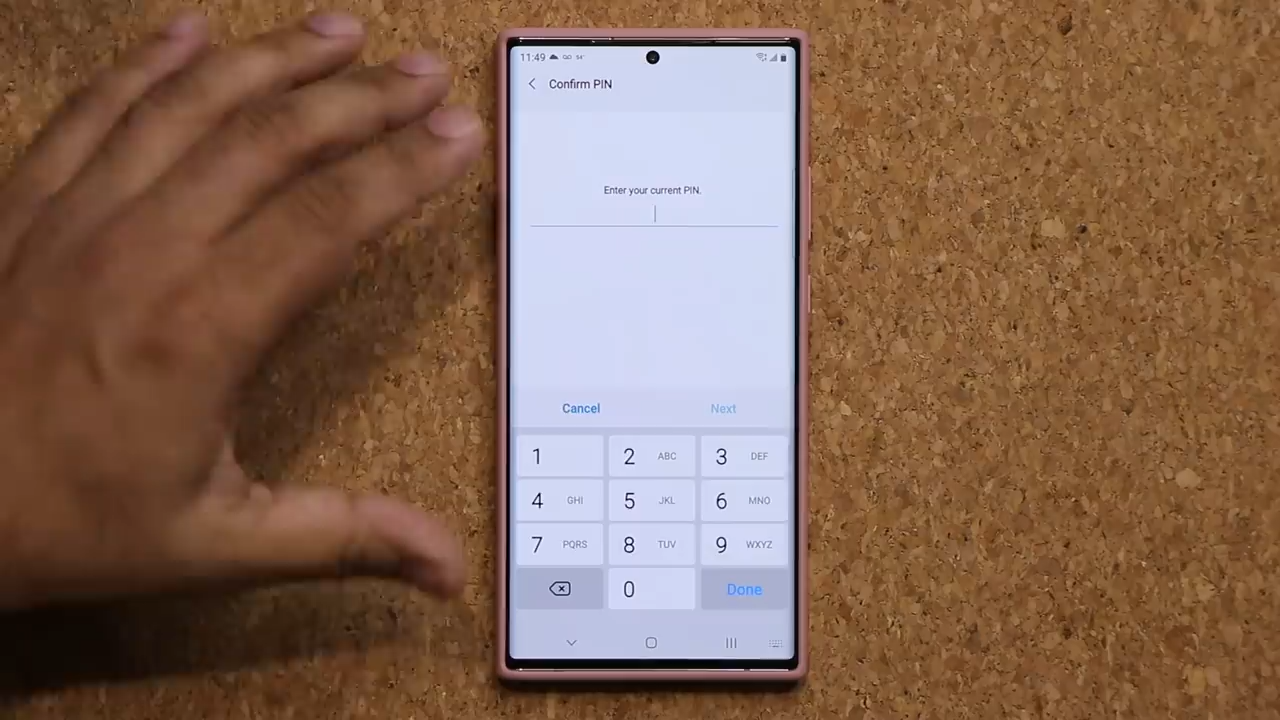 11:49 54°
Confirm PIN
Enter your current PIN.
Cancel Next
1 2 ABC 3 DEF
4 GHI 5 JKL 6 MNO
7 PQRS 8 TUV 9 WXYZ
0 Done